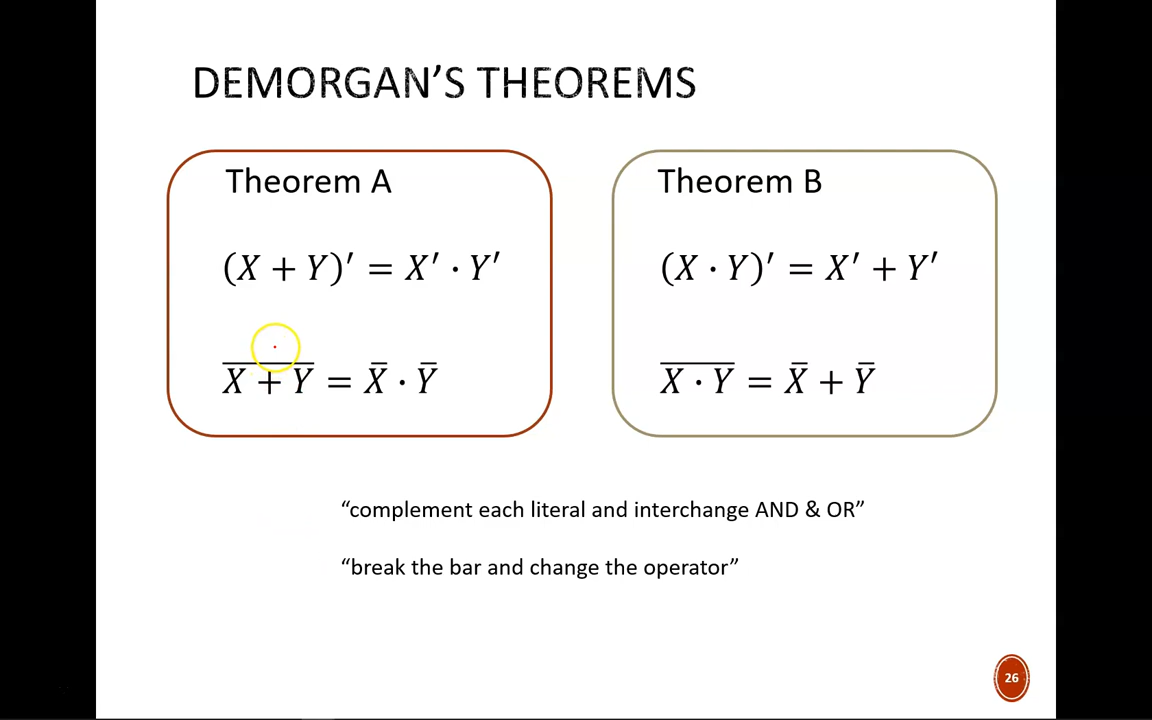 DEMORGAN’S THEOREMS
Theorem A
(X + Y)′ = X′ · Y′
X̅ ̅+̅ ̅Y̅ = X̅ · Y̅
Theorem B
(X · Y)′ = X′ + Y′
X̅ ̅·̅ ̅Y̅ = X̅ + Y̅
“complement each literal and interchange AND & OR”
“break the bar and change the operator”
26